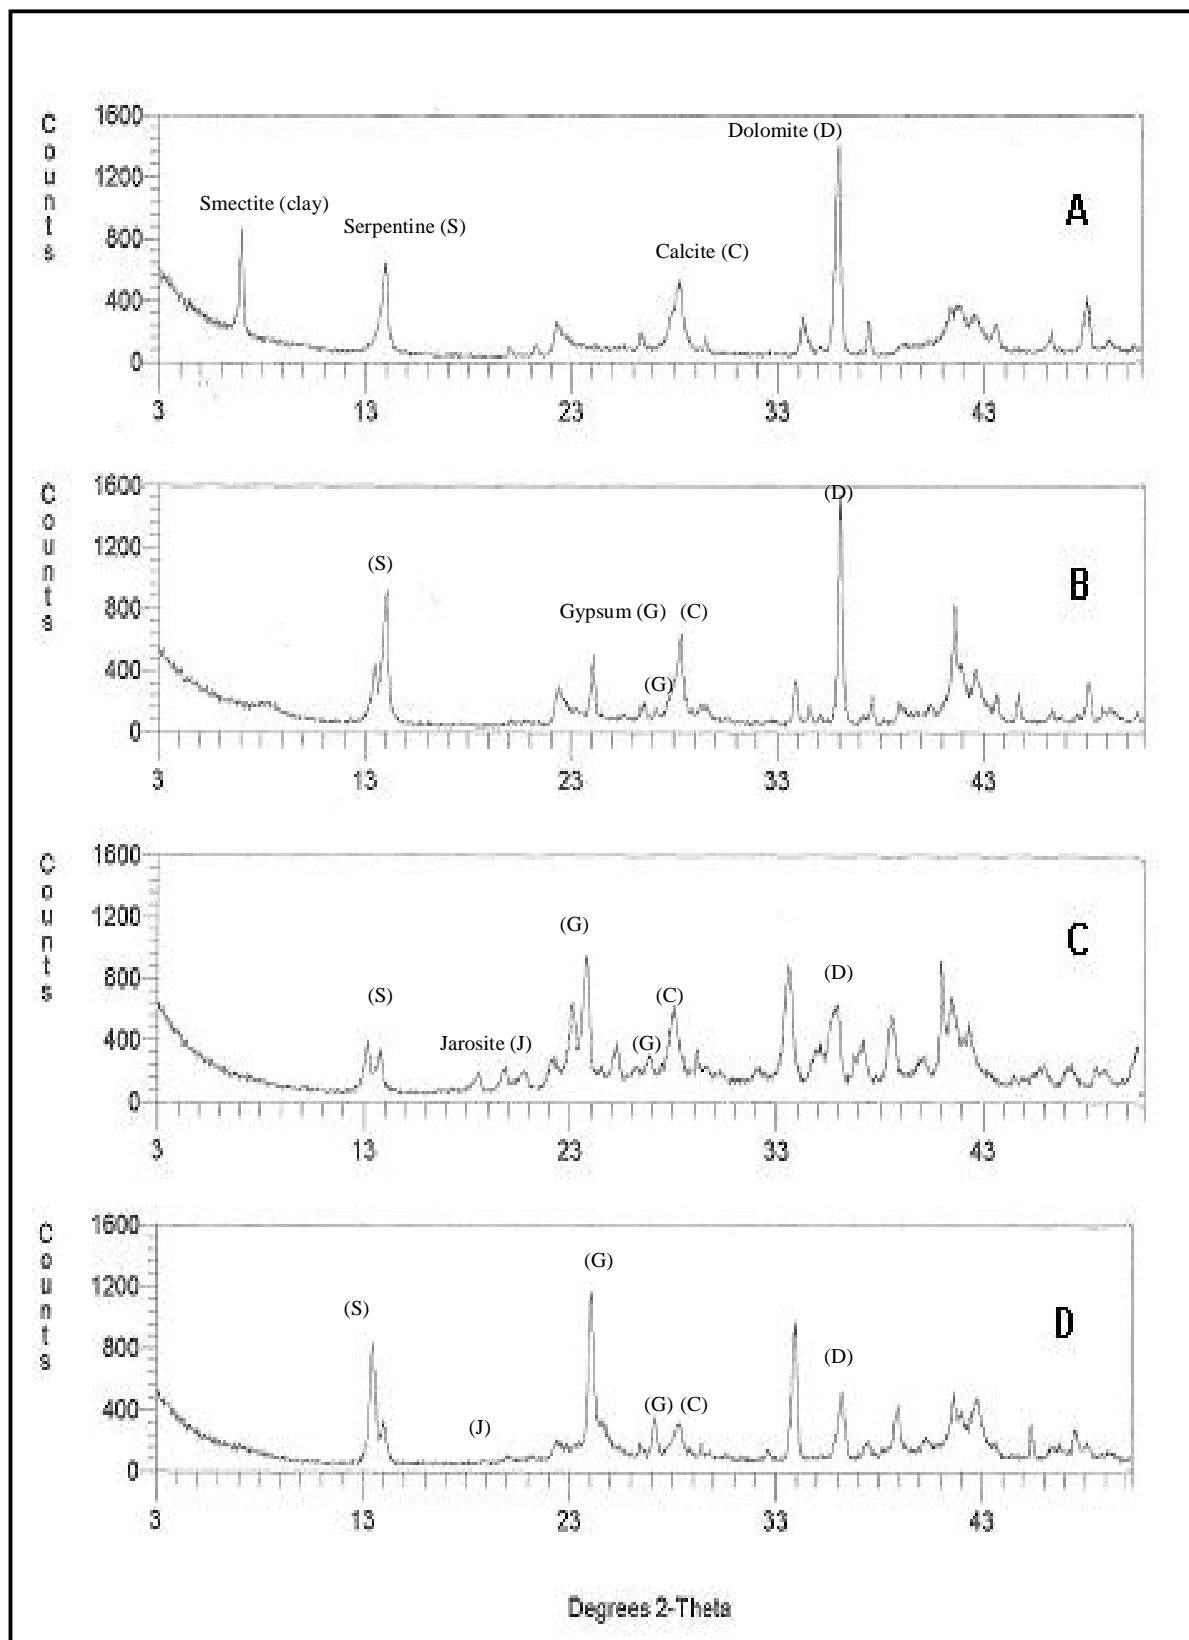 Counts
1600
1200
800
400
0
Smectite (clay)
Serpentine (S)
Calcite (C)
Dolomite (D)
A
3 13 23 33 43
Counts
1600
1200
800
400
0
(S)
Gypsum (G) (C)
(G)
(D)
B
3 13 23 33 43
Counts
1600
1200
800
400
0
(S)
Jarosite (J)
(G)
(G)
(C)
(D)
C
3 13 23 33 43
Counts
1600
1200
800
400
0
(S)
(J)
(G)
(G) (C)
(D)
D
3 13 23 33 43
Degrees 2-Theta